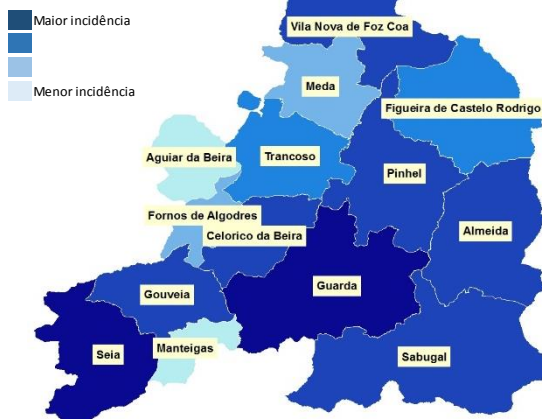 Maior incidência
Menor incidência
Vila Nova de Foz Coa
Meda
Figueira de Castelo Rodrigo
Aguiar da Beira
Trancoso
Pinhel
Fornos de Algodres
Celorico da Beira
Almeida
Guarda
Gouveia
Seia
Manteigas
Sabugal